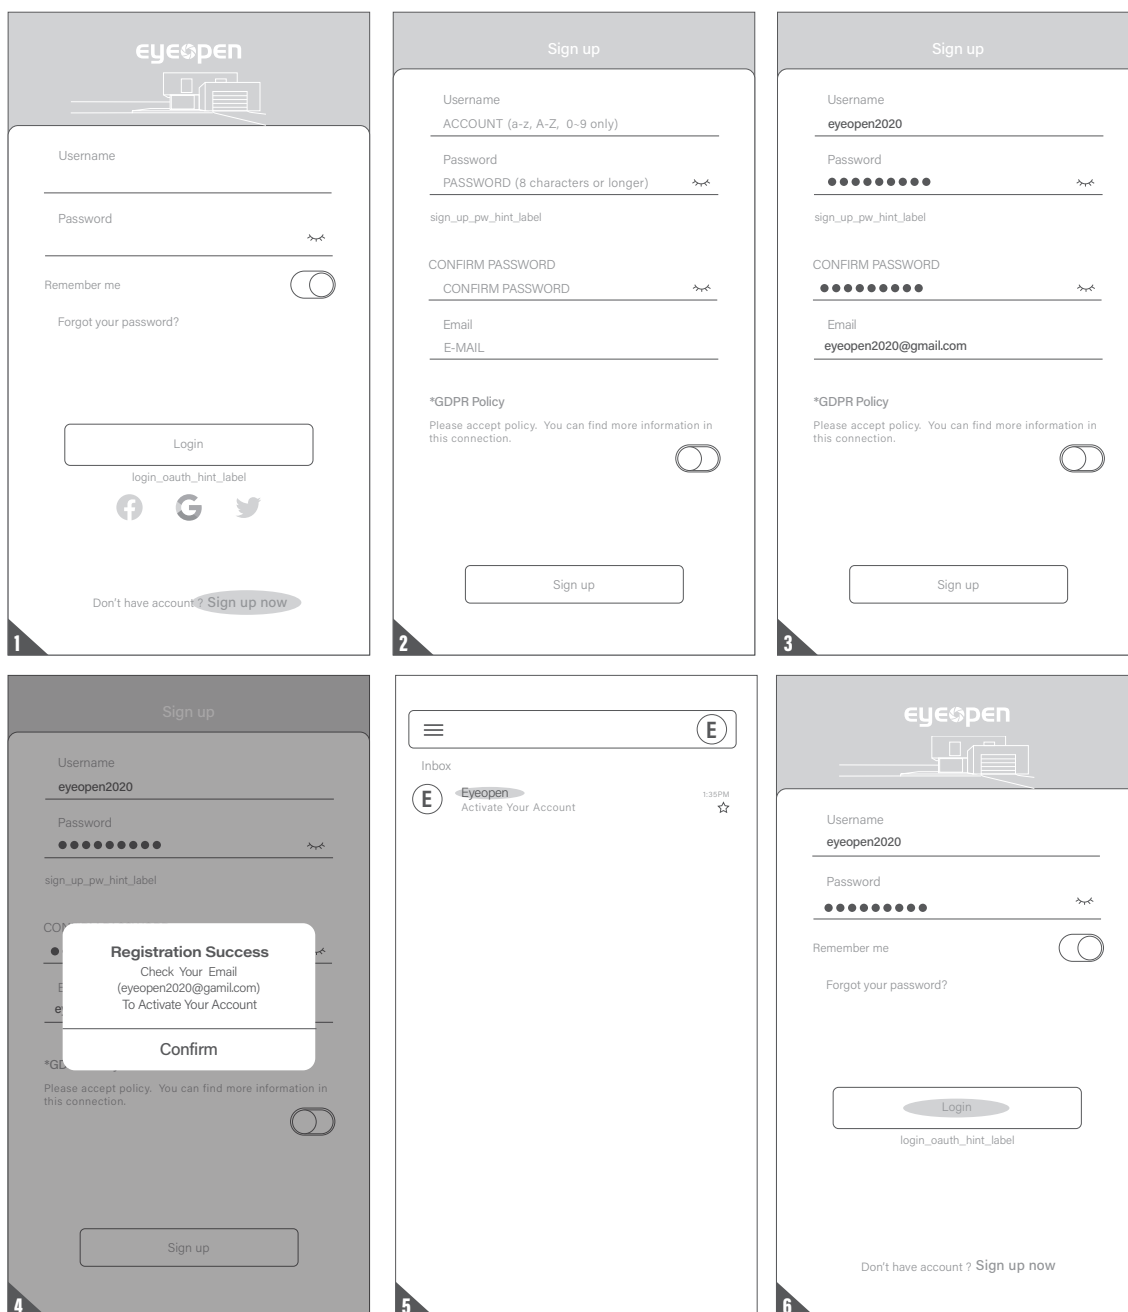 eyeopen
Username
Password
Remember me
Forgot your password?
Login
login_oauth_hint_label
Don't have account ? Sign up now
1
Sign up
Username
ACCOUNT (a-z, A-Z, 0~9 only)
Password
PASSWORD (8 characters or longer)
sign_up_pw_hint_label
CONFIRM PASSWORD
CONFIRM PASSWORD
Email
E-MAIL
*GDPR Policy
Please accept policy. You can find more information in
this connection.
Sign up
2
Sign up
Username
eyeopen2020
Password
sign_up_pw_hint_label
CONFIRM PASSWORD
Email
eyeopen2020@gmail.com
*GDPR Policy
Please accept policy. You can find more information in
this connection.
Sign up
3
Sign up
Username
eyeopen2020
Password
sign_up_pw_hint_label
Registration Success
Check Your Email
(eyeopen2020@gamil.com)
To Activate Your Account
Confirm
Please accept policy. You can find more information in
this connection.
Sign up
4
E
Inbox
E
Eyeopen
1:35PM
Activate Your Account
5
eyeopen
Username
eyeopen2020
Password
Remember me
Forgot your password?
Login
login_oauth_hint_label
Don't have account ? Sign up now
6